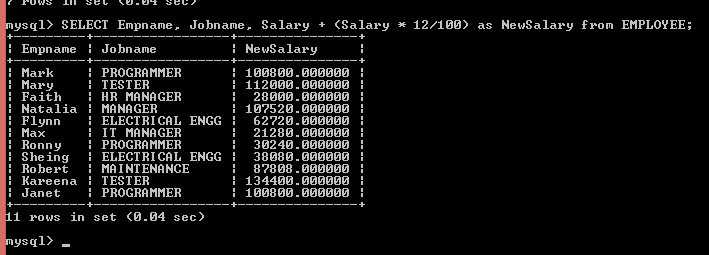 7 rows in set (0.04 sec)
mysql> SELECT Empname, Jobname, Salary + (Salary * 12/100) as NewSalary from EMPLOYEE;
+---------+-----------------+---------------+
| Empname | Jobname | NewSalary |
+---------+-----------------+---------------+
| Mark | PROGRAMMER | 100800.000000 |
| Mary | TESTER | 112000.000000 |
| Faith | HR MANAGER | 28000.000000 |
| Natalia | MANAGER | 107520.000000 |
| Flynn | ELECTRICAL ENGG | 62720.000000 |
| Max | IT MANAGER | 21280.000000 |
| Ronny | PROGRAMMER | 30240.000000 |
| Sheing | ELECTRICAL ENGG | 38080.000000 |
| Robert | MAINTENANCE | 87808.000000 |
| Kareena | TESTER | 134400.000000 |
| Janet | PROGRAMMER | 100800.000000 |
+---------+-----------------+---------------+
11 rows in set (0.04 sec)
mysql> _